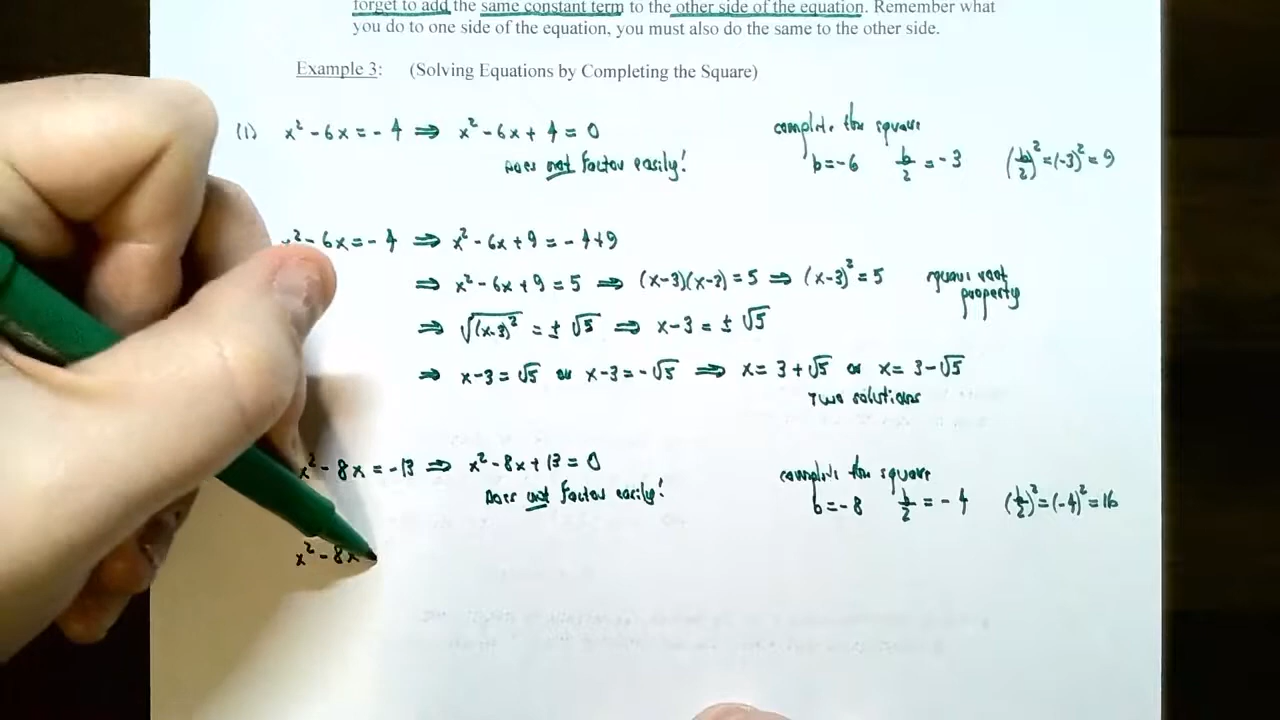 forget to add the same constant term to the other side of the equation. Remember what
you do to one side of the equation, you must also do the same to the other side.
Example 3: (Solving Equations by Completing the Square)
(1) x² - 6x = -4 ⇒ x² - 6x + 4 = 0
Does not factor easily!
complete the square
b = -6 b/2 = -3 (b/2)² = (-3)² = 9
x² - 6x = -4 ⇒ x² - 6x + 9 = -4+9
⇒ x² - 6x + 9 = 5 ⇒ (x-3)(x-3) = 5 ⇒ (x-3)² = 5
square root
property
⇒ √(x-3)² = ± √5 ⇒ x-3 = ± √5
⇒ x-3 = √5 or x-3 = -√5 ⇒ x = 3+√5 or x = 3-√5
Two solutions
x² - 8x = -13 ⇒ x² - 8x + 13 = 0
Does not factor easily!
complete the square
b = -8 b/2 = -4 (b/2)² = (-4)² = 16
x² - 8x